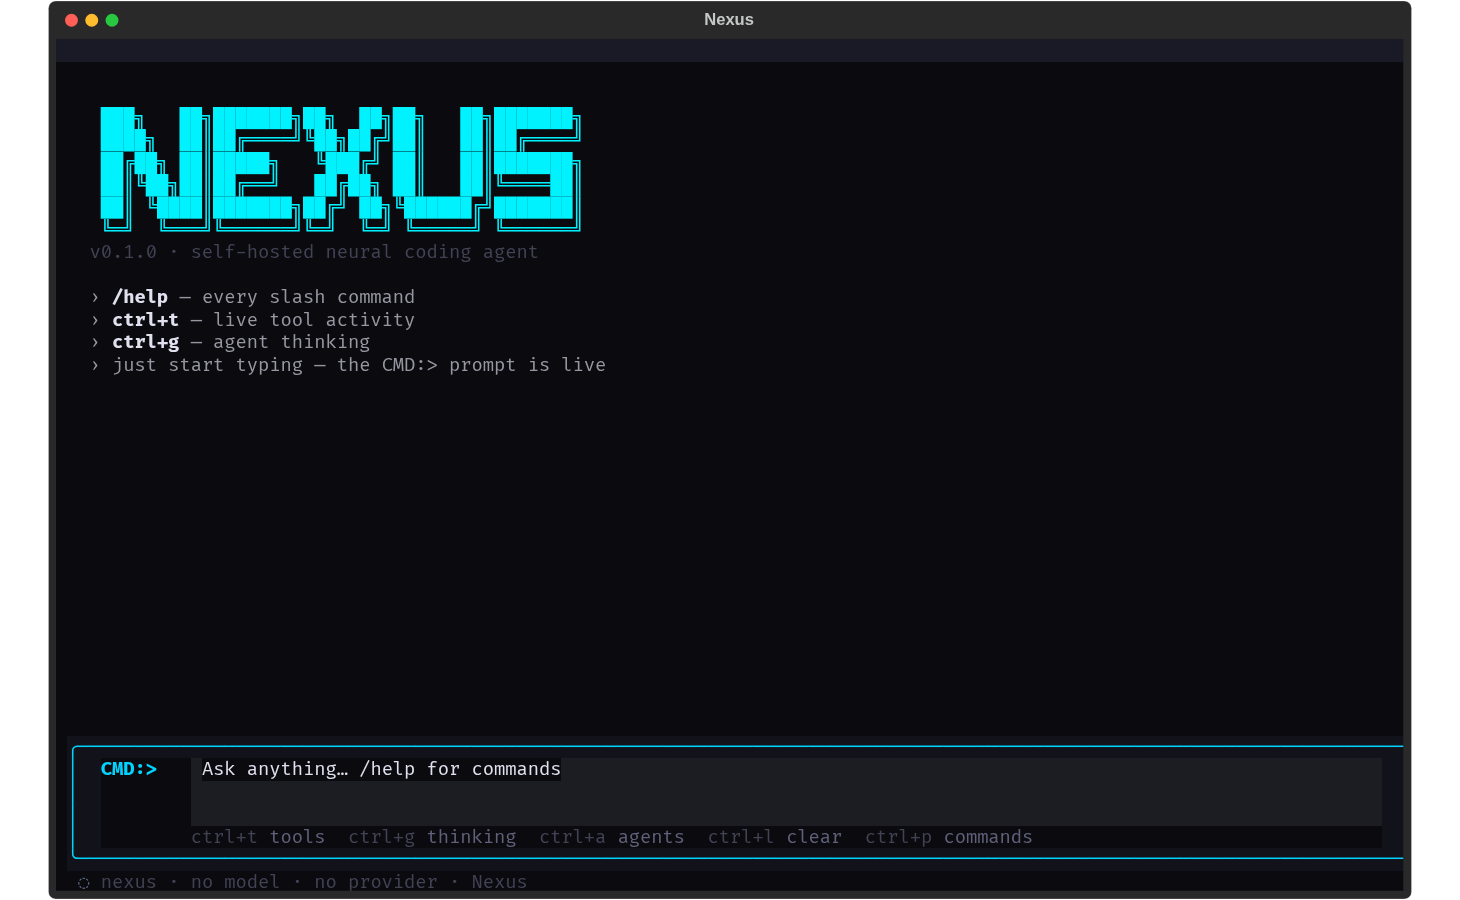 Nexus
NEXUS
v0.1.0 · self-hosted neural coding agent
› /help — every slash command
› ctrl+t — live tool activity
› ctrl+g — agent thinking
› just start typing — the CMD:> prompt is live
CMD:> Ask anything… /help for commands
ctrl+t tools ctrl+g thinking ctrl+a agents ctrl+l clear ctrl+p commands
◌ nexus · no model · no provider · Nexus